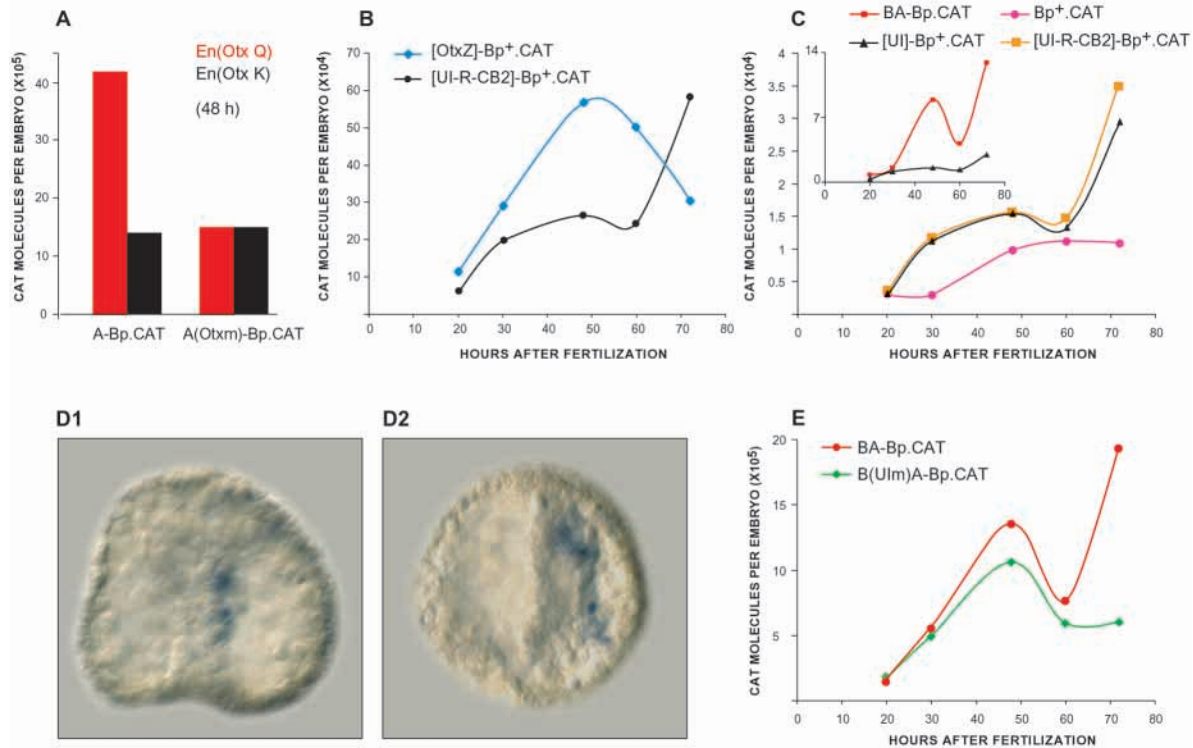 A
En(Otx Q)
En(Otx K)
(48 h)
CAT MOLECULES PER EMBRYO (X10⁵)
40
30
20
10
0
A-Bp.CAT A(Otxm)-Bp.CAT
B
[OtxZ]-Bp⁺.CAT
[UI-R-CB2]-Bp⁺.CAT
CAT MOLECULES PER EMBRYO (X10⁴)
70
60
50
40
30
20
10
0 10 20 30 40 50 60 70 80
HOURS AFTER FERTILIZATION
C
BA-Bp.CAT Bp⁺.CAT
[UI]-Bp⁺.CAT [UI-R-CB2]-Bp⁺.CAT
CAT MOLECULES PER EMBRYO (X10⁵)
4
3.5
3
2.5
2
1.5
1
0.5
14
7
0
0 20 40 60 80
0 10 20 30 40 50 60 70 80
HOURS AFTER FERTILIZATION
D1
D2
E
BA-Bp.CAT
B(UIm)A-Bp.CAT
CAT MOLECULES PER EMBRYO (X10⁵)
20
15
10
5
0 10 20 30 40 50 60 70 80
HOURS AFTER FERTILIZATION